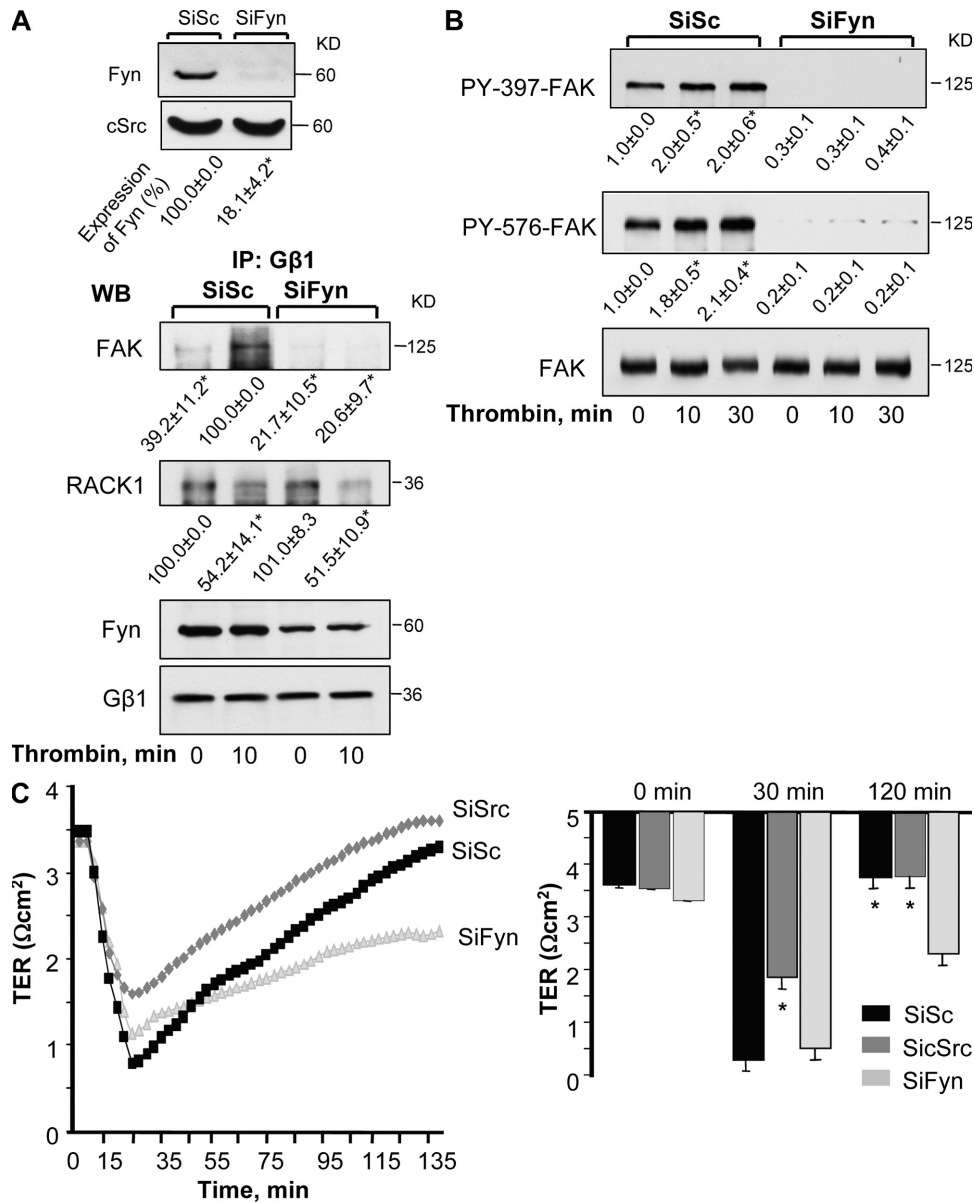 A
SiSc SiFyn
KD
Fyn
60
cSrc
60
Expression of Fyn (%)
100.0±0.0
18.1±4.2*
IP: Gβ1
WB
SiSc SiFyn
KD
FAK
125
39.2±11.2*
100.0±0.0
21.7±10.5*
20.6±9.7*
RACK1
36
100.0±0.0
54.2±14.1*
101.0±8.3
51.5±10.9*
Fyn
60
Gβ1
36
Thrombin, min 0 10 0 10
B
SiSc SiFyn
KD
PY-397-FAK
125
1.0±0.0
2.0±0.5*
2.0±0.6*
0.3±0.1
0.3±0.1
0.4±0.1
PY-576-FAK
125
1.0±0.0
1.8±0.5*
2.1±0.4*
0.2±0.1
0.2±0.1
0.2±0.1
FAK
125
Thrombin, min 0 10 30 0 10 30
C
TER (Ωcm²)
4
3
2
1
0
SiSrc
SiSc
SiFyn
0 15 35 55 75 95 115 135
Time, min
0 min 30 min 120 min
TER (Ωcm²)
5
4
3
2
1
0
*
*
*
SiSc
SicSrc
SiFyn